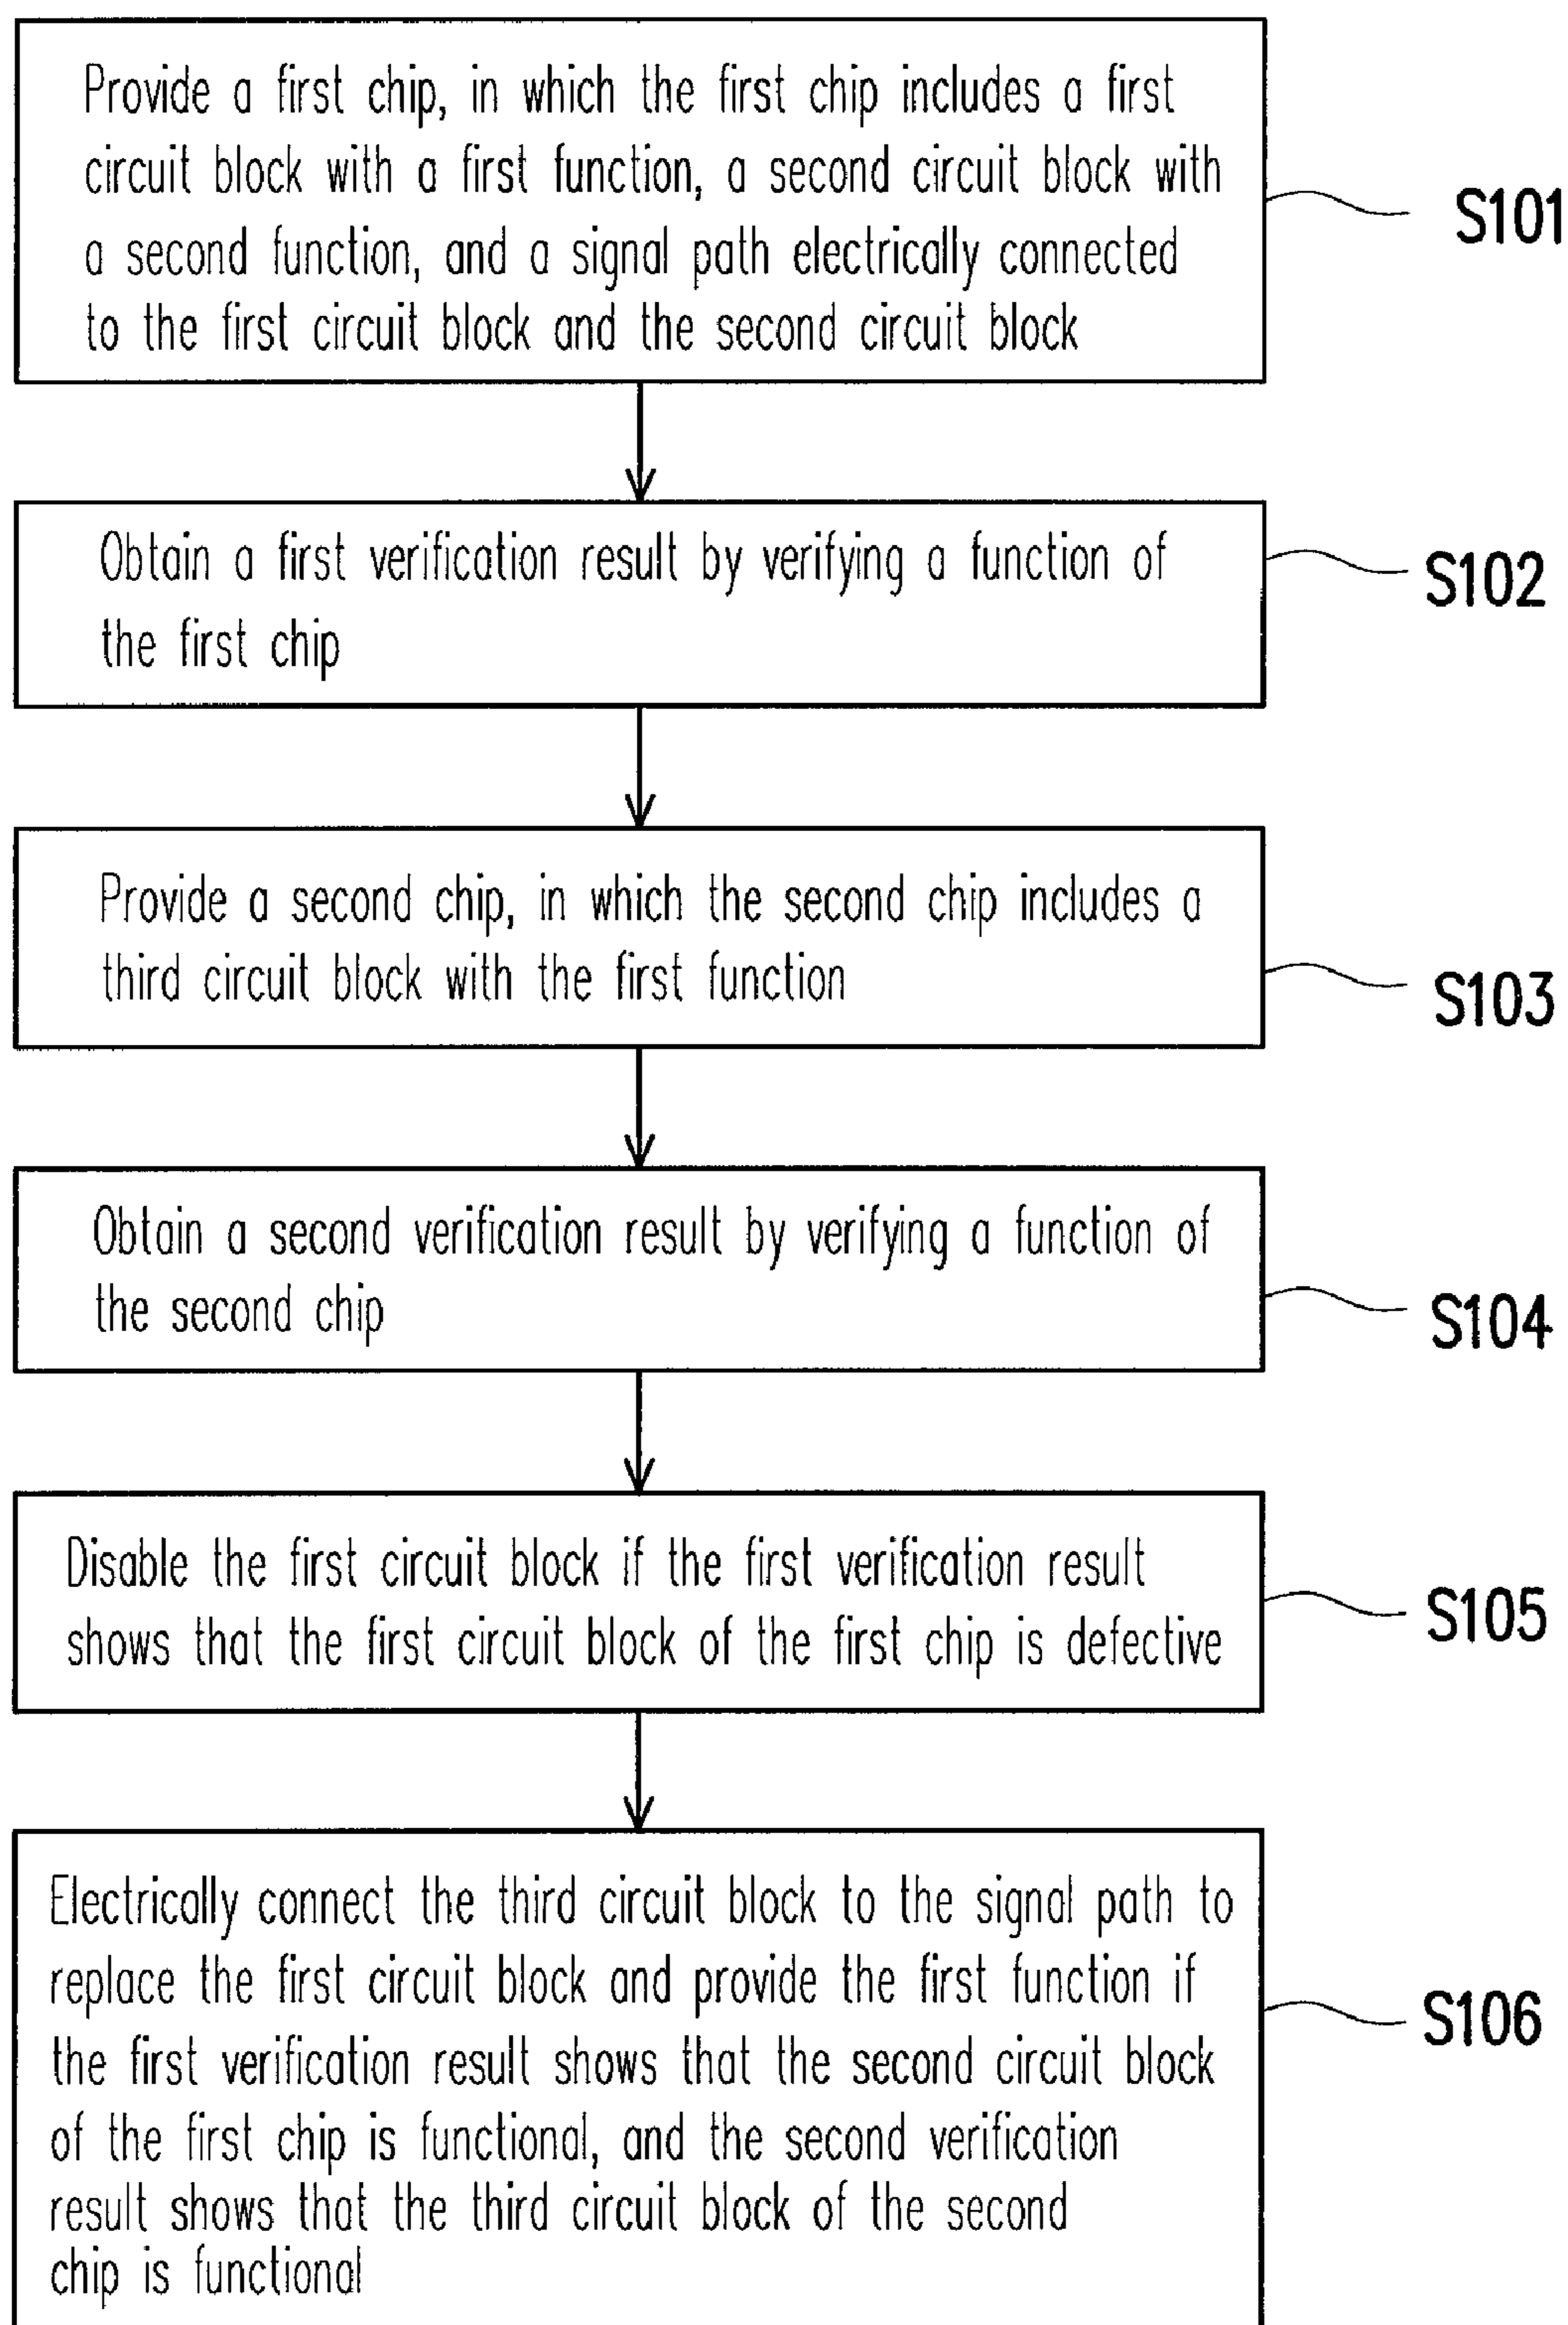 Provide a first chip, in which the first chip includes a first
circuit block with a first function, a second circuit block with
a second function, and a signal path electrically connected
to the first circuit block and the second circuit block
S101
Obtain a first verification result by verifying a function of
the first chip
S102
Provide a second chip, in which the second chip includes a
third circuit block with the first function
S103
Obtain a second verification result by verifying a function of
the second chip
S104
Disable the first circuit block if the first verification result
shows that the first circuit block of the first chip is defective
S105
Electrically connect the third circuit block to the signal path to
replace the first circuit block and provide the first function if
the first verification result shows that the second circuit block
of the first chip is functional, and the second verification
result shows that the third circuit block of the second
chip is functional
S106